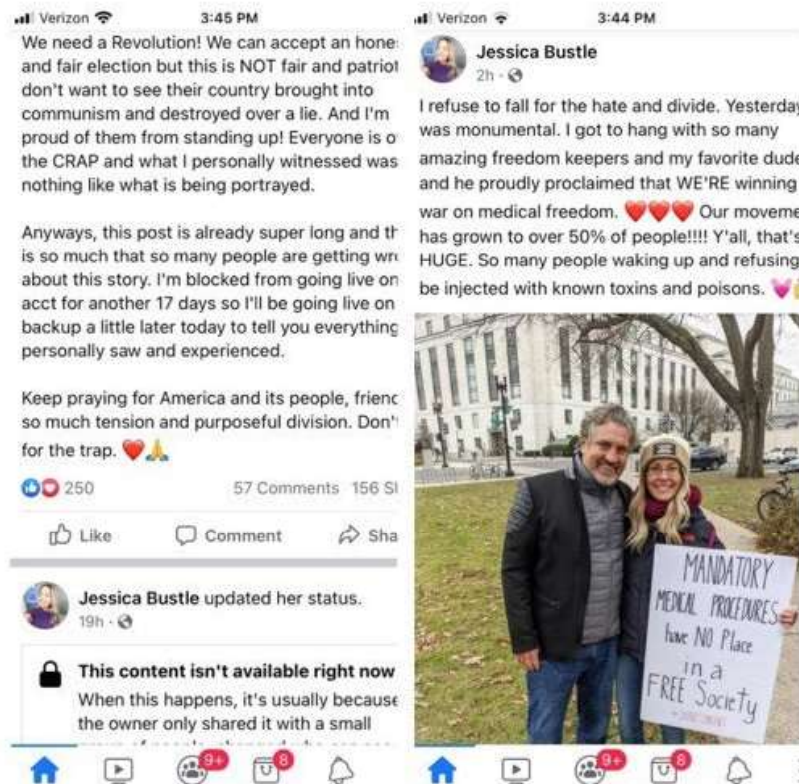 Verizon 3:45 PM
We need a Revolution! We can accept an hones
and fair election but this is NOT fair and patriot
don't want to see their country brought into
communism and destroyed over a lie. And I'm
proud of them from standing up! Everyone is o
the CRAP and what I personally witnessed was
nothing like what is being portrayed.
Anyways, this post is already super long and th
is so much that so many people are getting wro
about this story. I'm blocked from going live on
acct for another 17 days so I'll be going live on
backup a little later today to tell you everything
personally saw and experienced.
Keep praying for America and its people, friend
so much tension and purposeful division. Don't
for the trap. ❤️🙏
250 57 Comments 156 Sh
Like Comment Sha
Jessica Bustle updated her status.
19h ·
This content isn't available right now
When this happens, it's usually because
the owner only shared it with a small
9+ 8
Verizon 3:44 PM
Jessica Bustle
2h ·
I refuse to fall for the hate and divide. Yesterday
was monumental. I got to hang with so many
amazing freedom keepers and my favorite dude
and he proudly proclaimed that WE'RE winning
war on medical freedom. ❤️❤️❤️ Our moveme
has grown to over 50% of people!!!! Y'all, that's
HUGE. So many people waking up and refusing
be injected with known toxins and poisons.
MANDATORY
MEDICAL PROCEDURES
have NO Place
in a
FREE Society
9+ 8